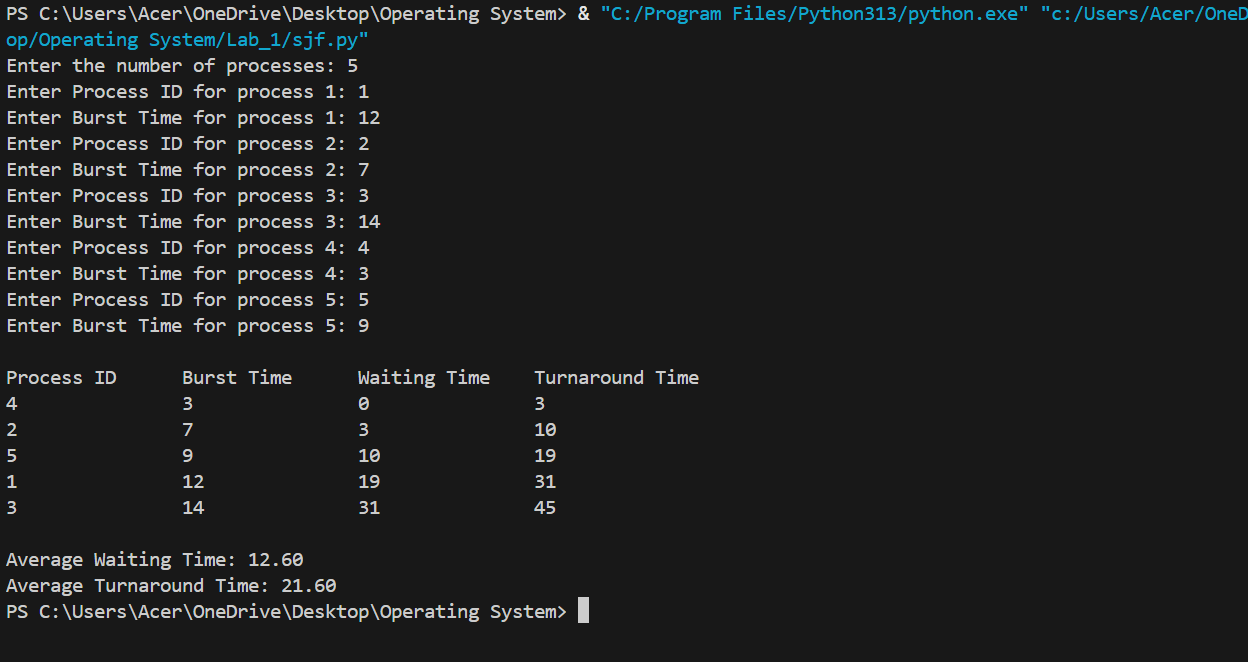 PS C:\Users\Acer\OneDrive\Desktop\Operating System> & "C:/Program Files/Python313/python.exe" "c:/Users/Acer/OneD
op/Operating System/Lab_1/sjf.py"
Enter the number of processes: 5
Enter Process ID for process 1: 1
Enter Burst Time for process 1: 12
Enter Process ID for process 2: 2
Enter Burst Time for process 2: 7
Enter Process ID for process 3: 3
Enter Burst Time for process 3: 14
Enter Process ID for process 4: 4
Enter Burst Time for process 4: 3
Enter Process ID for process 5: 5
Enter Burst Time for process 5: 9

Process ID      Burst Time      Waiting Time    Turnaround Time
4               3               0               3
2               7               3               10
5               9               10              19
1               12              19              31
3               14              31              45

Average Waiting Time: 12.60
Average Turnaround Time: 21.60
PS C:\Users\Acer\OneDrive\Desktop\Operating System>